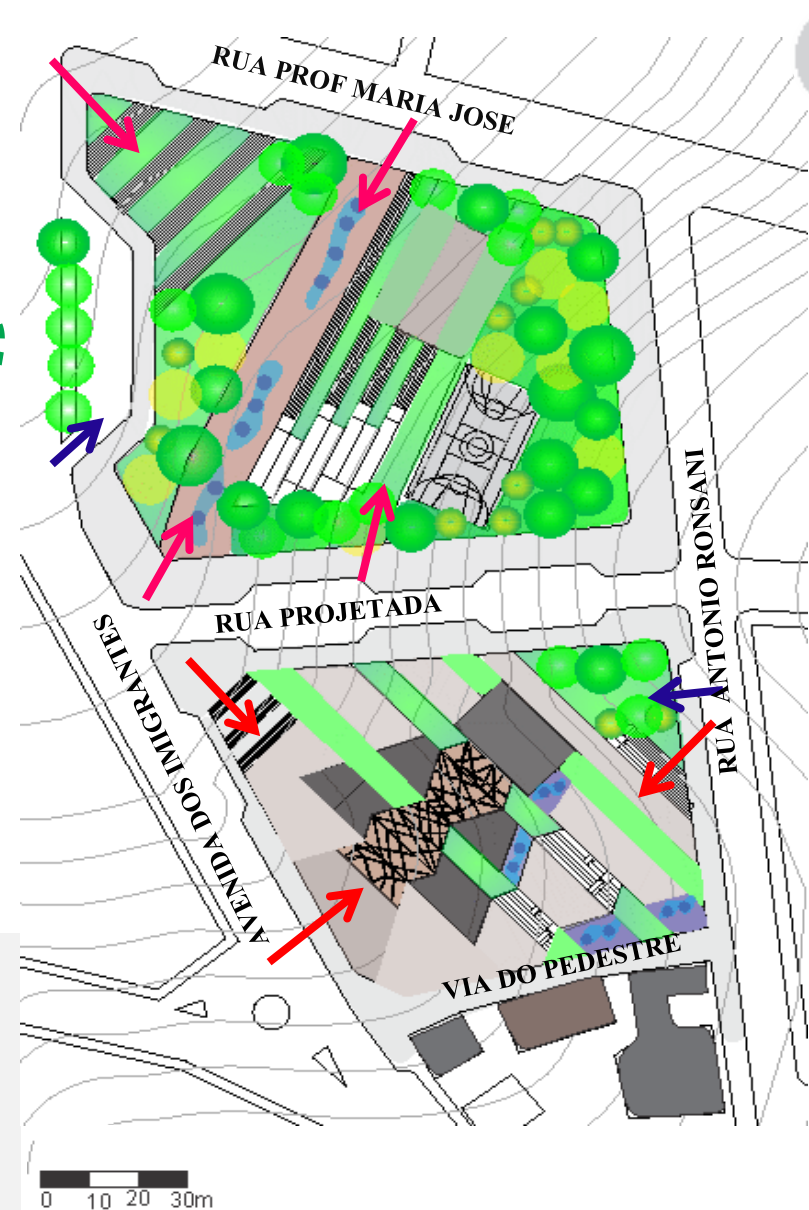 RUA PROF MARIA JOSE
RUA PROJETADA
RUA ANTONIO RONSANI
AVENIDA DOS IMIGRANTES
VIA DO PEDESTRE
0 10 20 30m